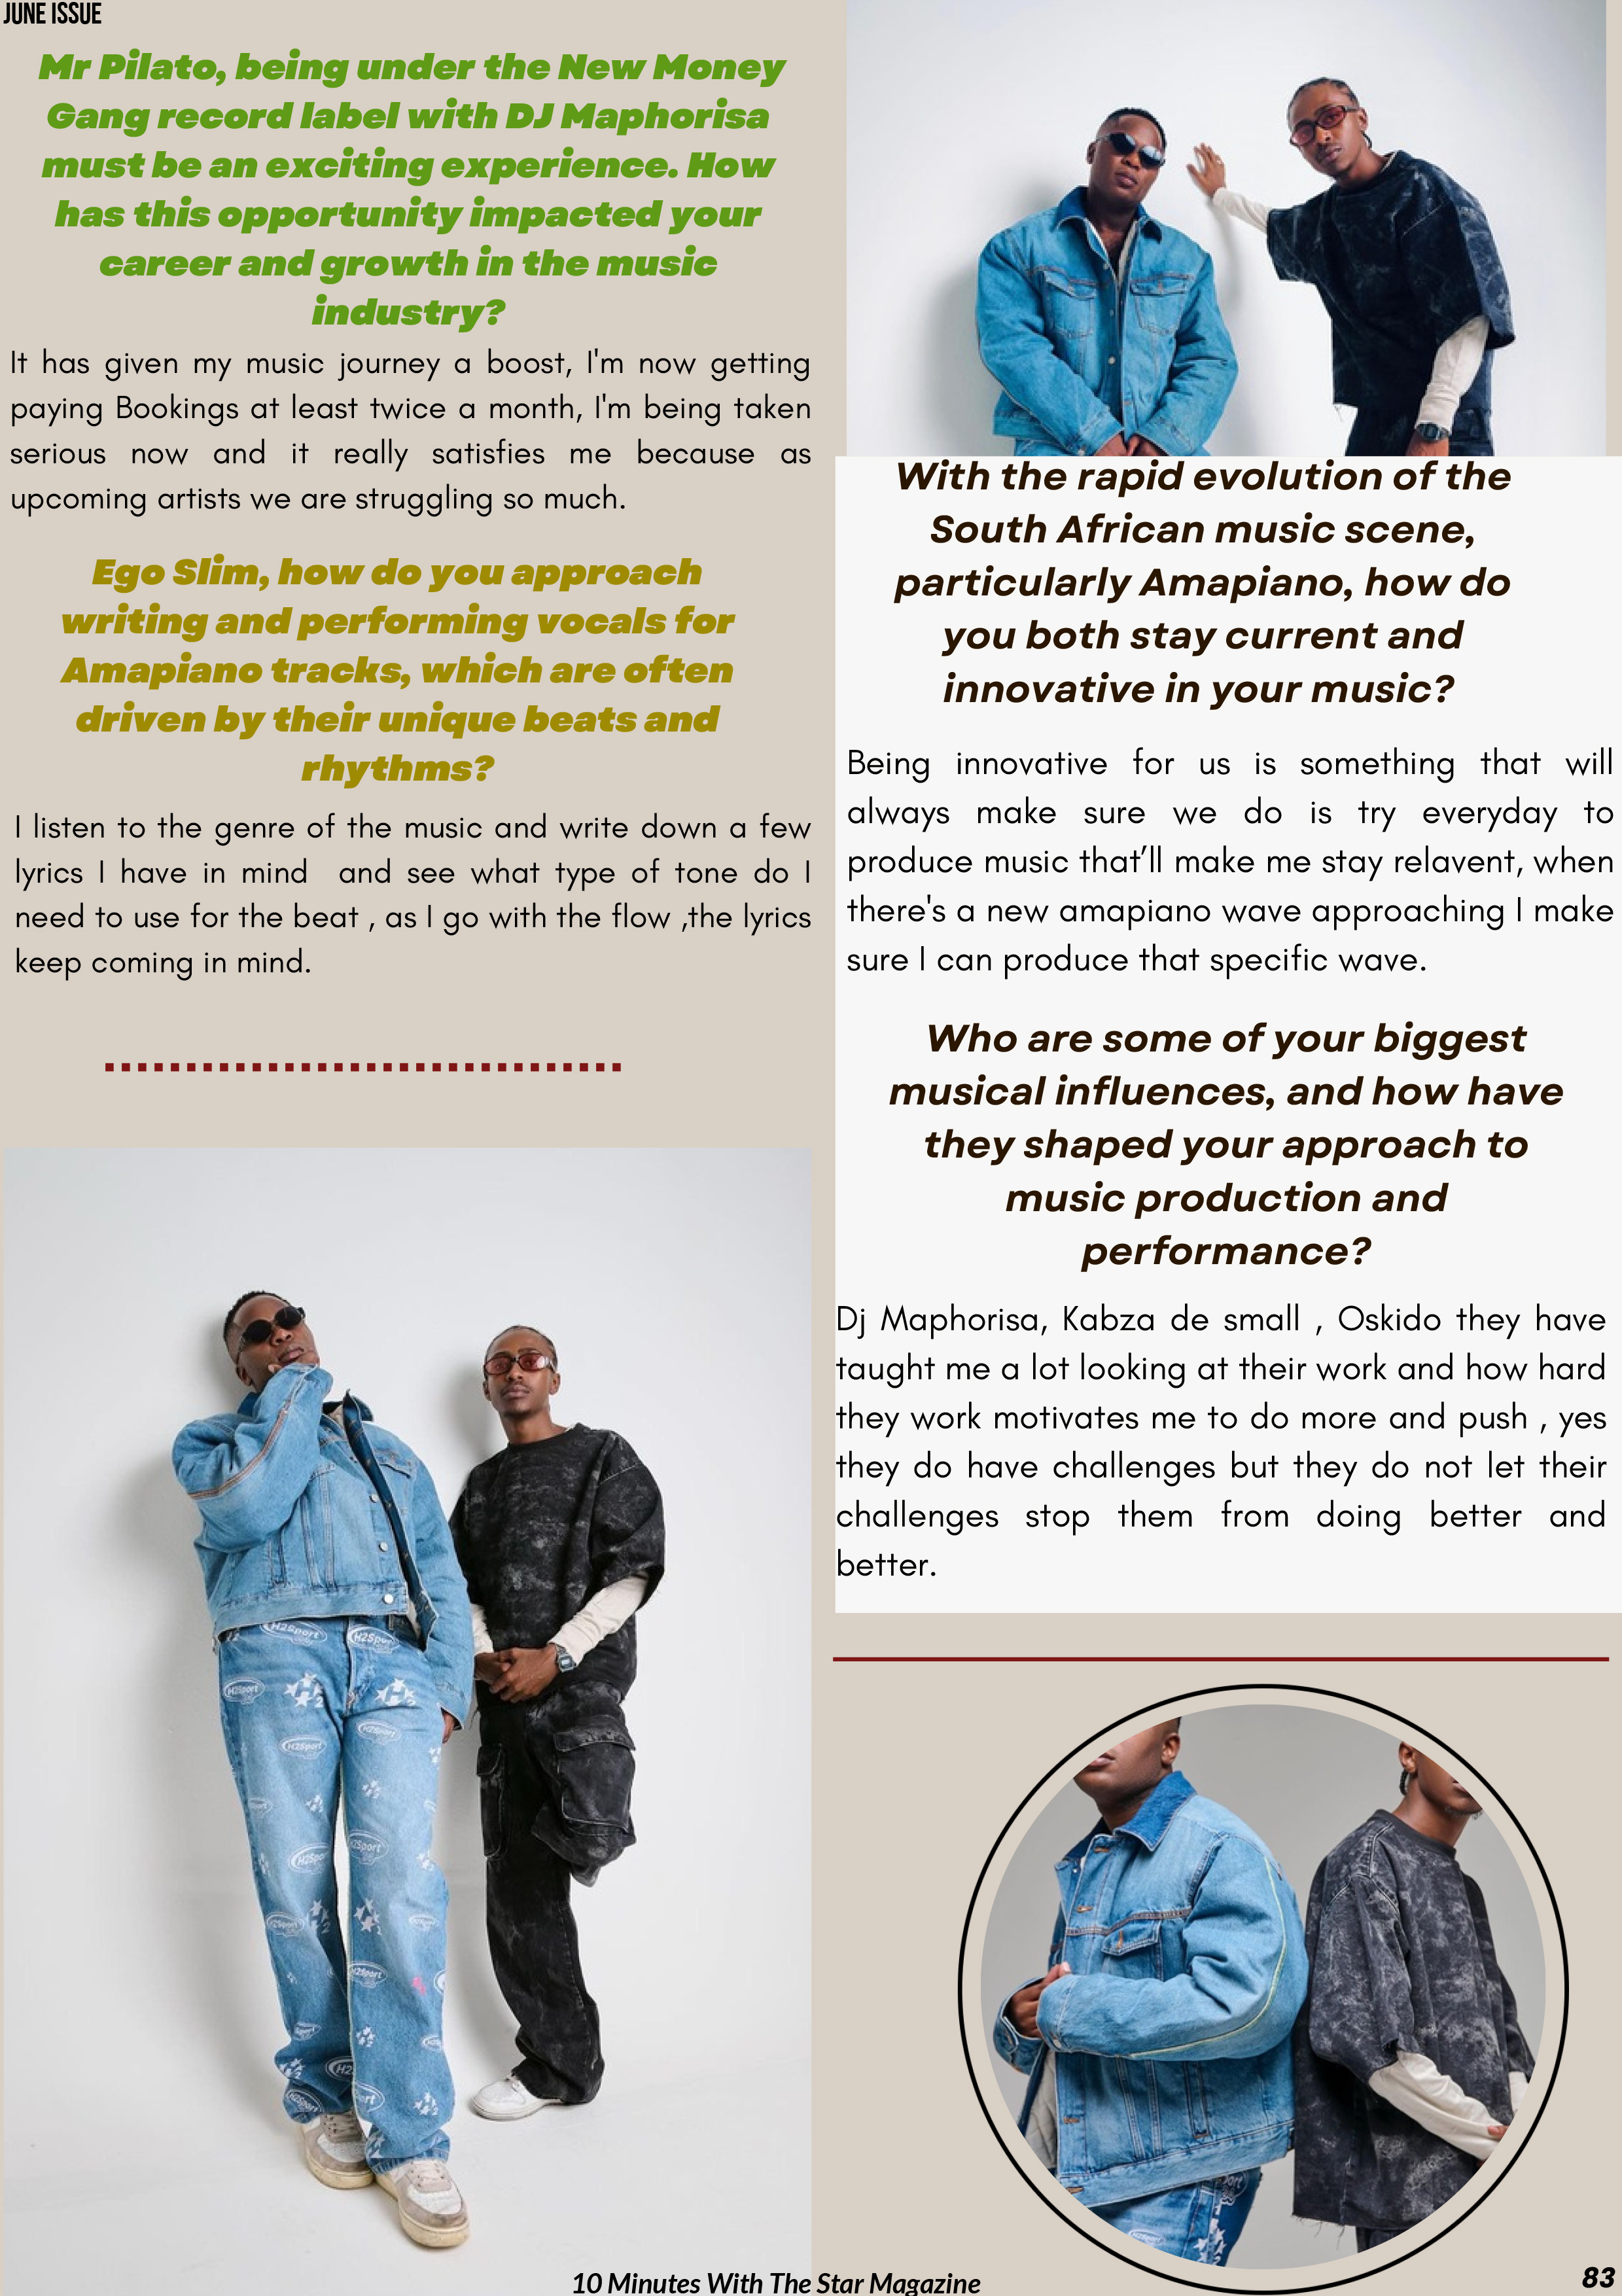 JUNE ISSUE
Mr Pilato, being under the New Money
Gang record label with DJ Maphorisa
must be an exciting experience. How
has this opportunity impacted your
career and growth in the music
industry?
It has given my music journey a boost, I'm now getting
paying Bookings at least twice a month, I'm being taken
serious now and it really satisfies me because as
upcoming artists we are struggling so much.
Ego Slim, how do you approach
writing and performing vocals for
Amapiano tracks, which are often
driven by their unique beats and
rhythms?
I listen to the genre of the music and write down a few
lyrics I have in mind and see what type of tone do I
need to use for the beat , as I go with the flow ,the lyrics
keep coming in mind.
With the rapid evolution of the
South African music scene,
particularly Amapiano, how do
you both stay current and
innovative in your music?
Being innovative for us is something that will
always make sure we do is try everyday to
produce music that’ll make me stay relavent, when
there's a new amapiano wave approaching I make
sure I can produce that specific wave.
Who are some of your biggest
musical influences, and how have
they shaped your approach to
music production and
performance?
Dj Maphorisa, Kabza de small , Oskido they have
taught me a lot looking at their work and how hard
they work motivates me to do more and push , yes
they do have challenges but they do not let their
challenges stop them from doing better and
better.
H2Sport
H2Sport
H2Sport
H2Sport
H2Sport
H2Sport
10 Minutes With The Star Magazine
83